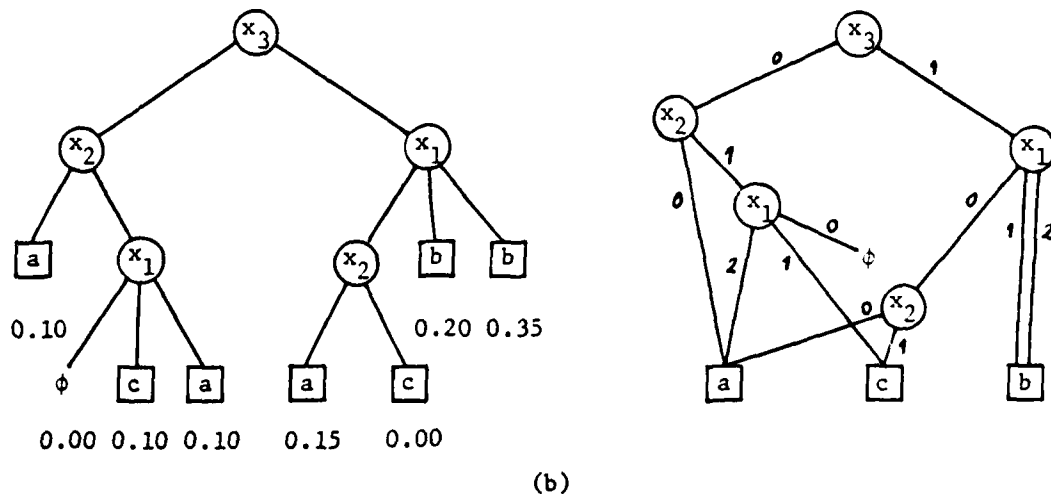 x3 x3
0 1
x2 x1 x2 x1
1
0 0 1 2
x1 0
a x1 x2 b b 2 1 φ
0 x2
0.10 0.20 0.35 1
φ c a a c a c b
0.00 0.10 0.10 0.15 0.00
(b)